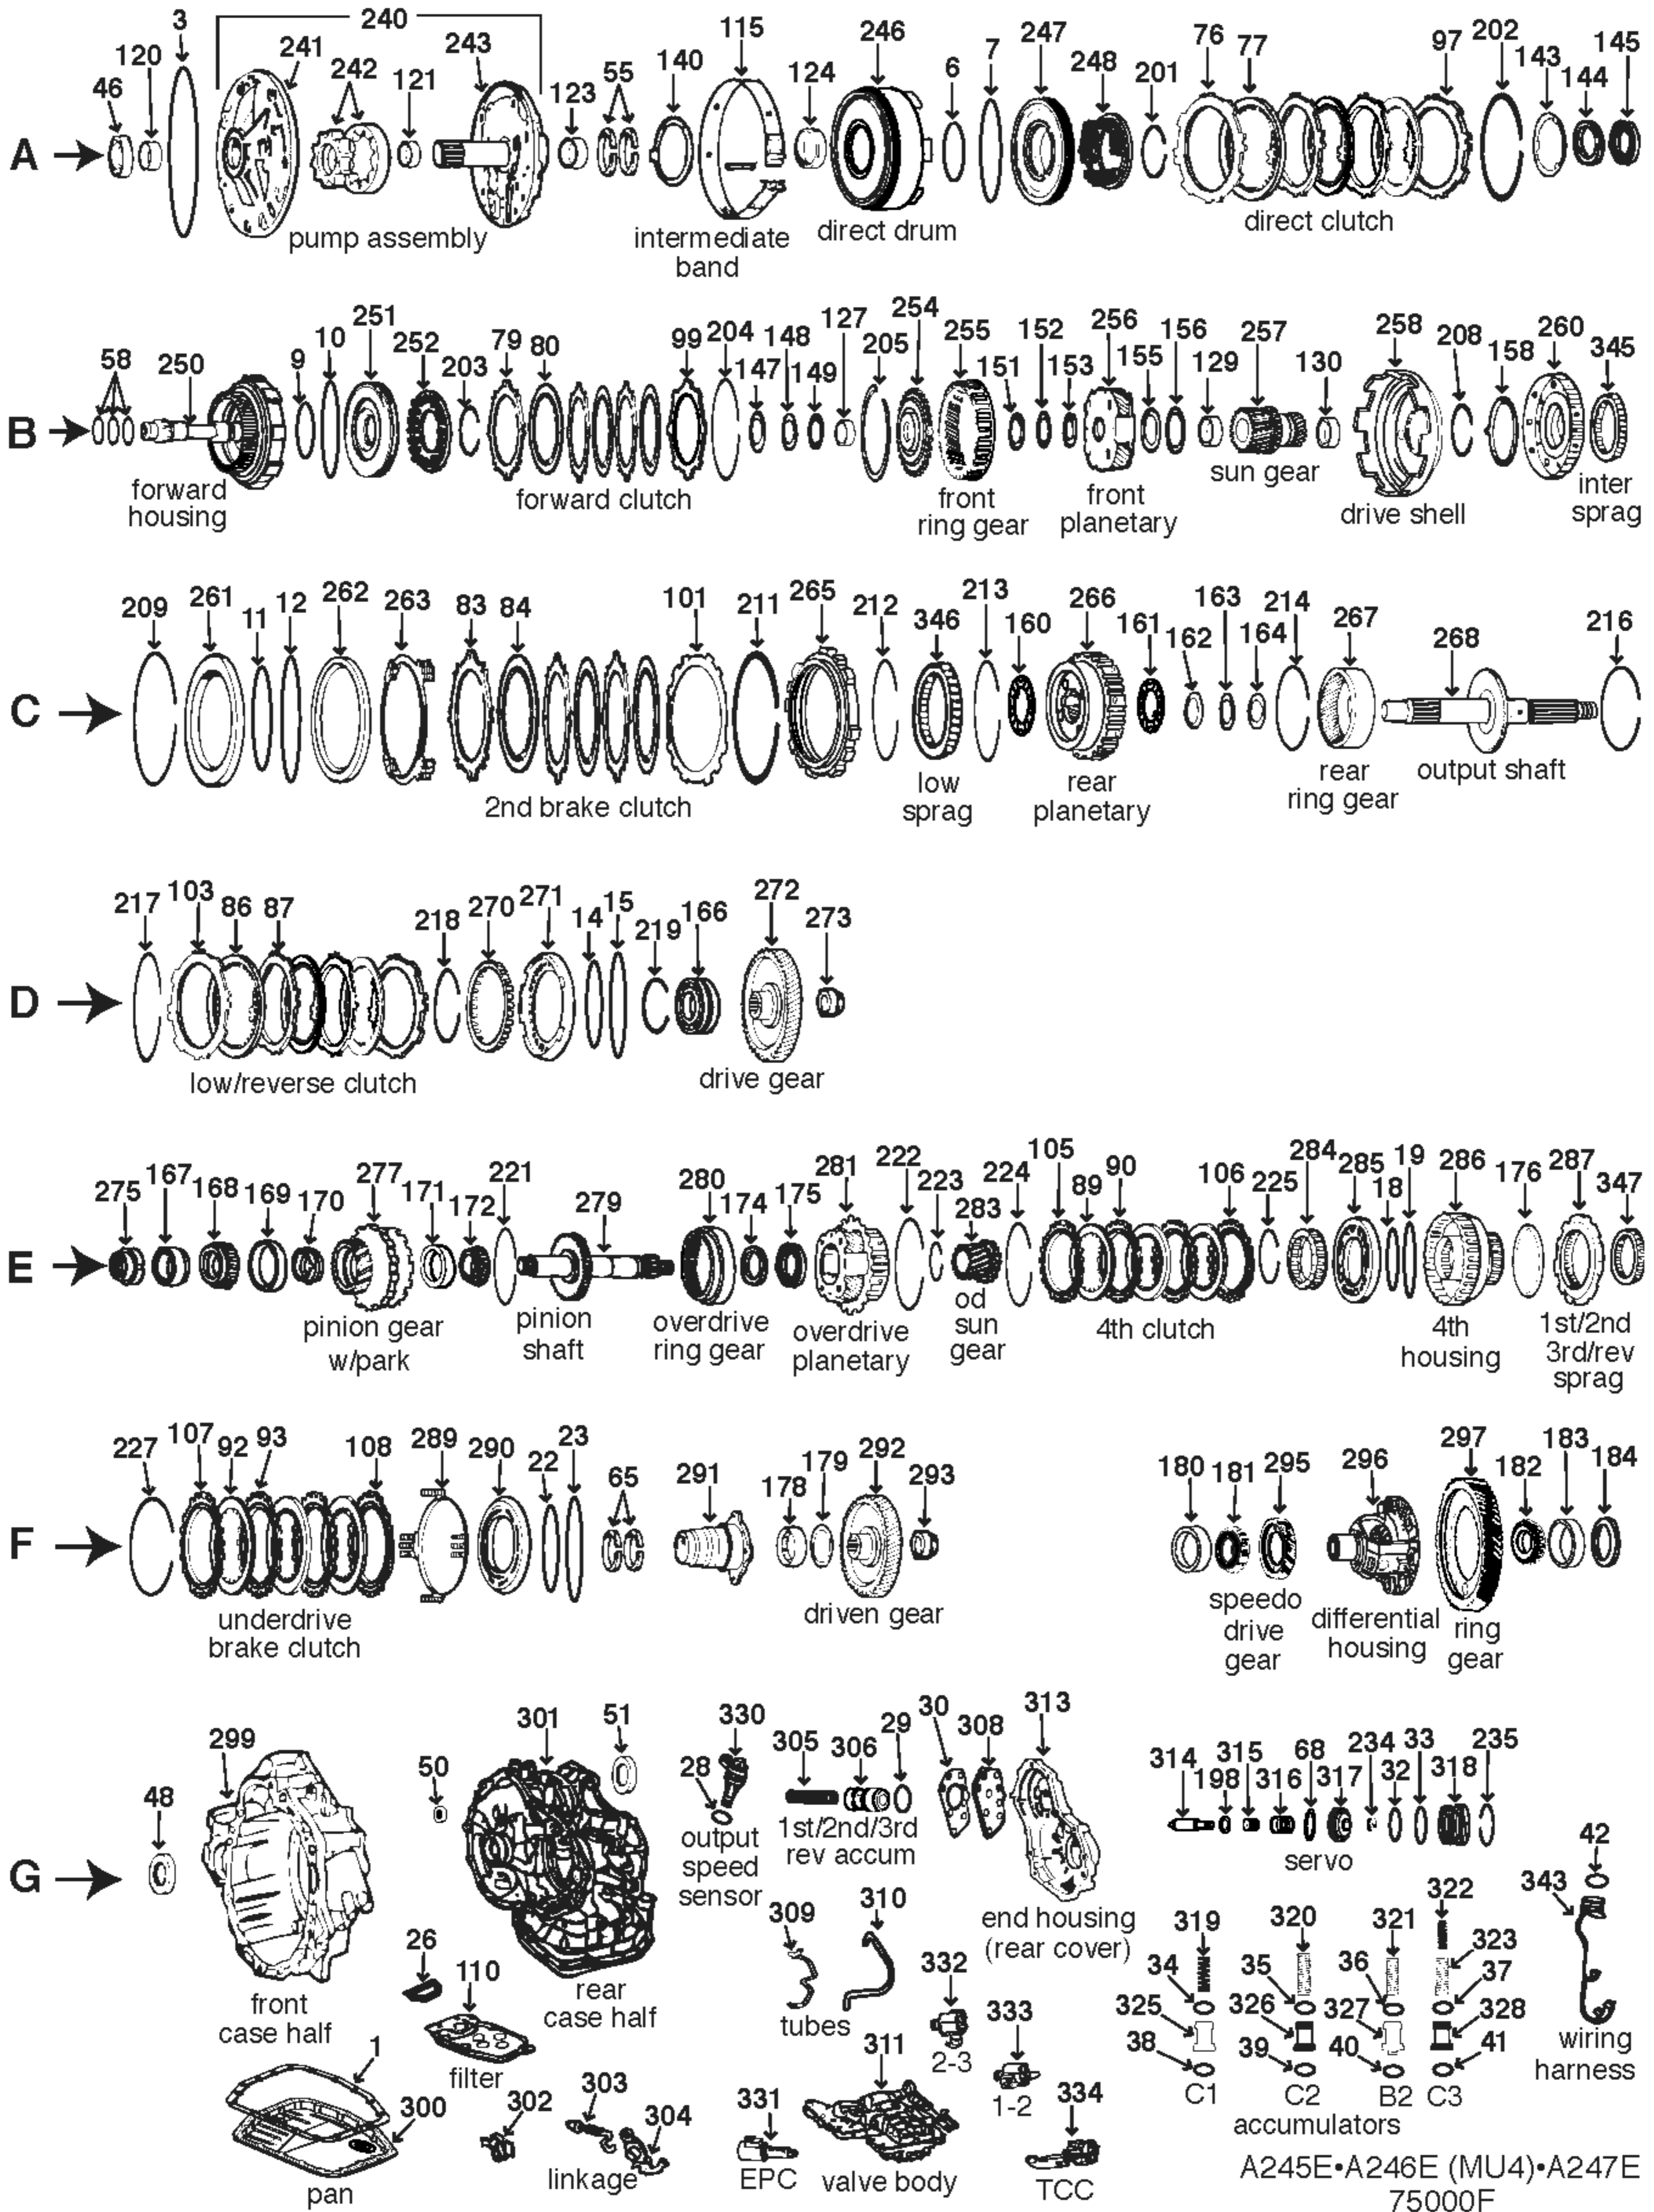 240
3
241
243
115
246
247
76
77
97
202
120
242
121
123
55
140
124
6
7
248
201
143
145
46
144
A
pump assembly
intermediate
band
direct drum
direct clutch
58
250
9
10
251
252
203
79
80
99
204
147
148
149
127
205
254
255
151
152
153
256
155
156
129
257
130
258
208
158
260
345
B
forward
housing
forward clutch
front
ring gear
front
planetary
sun gear
drive shell
inter
sprag
209
261
11
12
262
263
83
84
101
211
265
212
346
213
160
266
161
162
163
164
214
267
268
216
C
2nd brake clutch
low
sprag
rear
planetary
rear
ring gear
output shaft
217
103
86
87
218
270
271
14
15
219
166
272
273
D
low/reverse clutch
drive gear
275
167
168
169
170
277
171
172
221
279
280
174
175
281
222
223
283
224
105
89
90
106
225
284
285
18
19
286
176
287
347
E
pinion gear
w/park
pinion
shaft
overdrive
ring gear
overdrive
planetary
od
sun
gear
4th clutch
4th
housing
1st/2nd
3rd/rev
sprag
227
107
92
93
108
289
290
22
23
65
291
178
179
292
293
180
181
295
296
297
182
183
184
F
underdrive
brake clutch
driven gear
speedo
drive
gear
differential
housing
ring
gear
G
48
299
front
case half
50
301
51
rear
case half
330
28
output
speed
sensor
305
306
29
1st/2nd/3rd
rev accum
30
308
313
end housing
(rear cover)
314
198
315
316
68
317
234
32
33
318
235
servo
42
343
wiring
harness
309
310
tubes
26
110
filter
1
300
pan
302
303
304
linkage
332
2-3
333
1-2
311
valve body
331
EPC
334
TCC
319
34
325
38
C1
320
35
326
39
C2
321
36
327
40
B2
322
323
37
328
41
C3
accumulators
A245E•A246E (MU4)•A247E
75000F